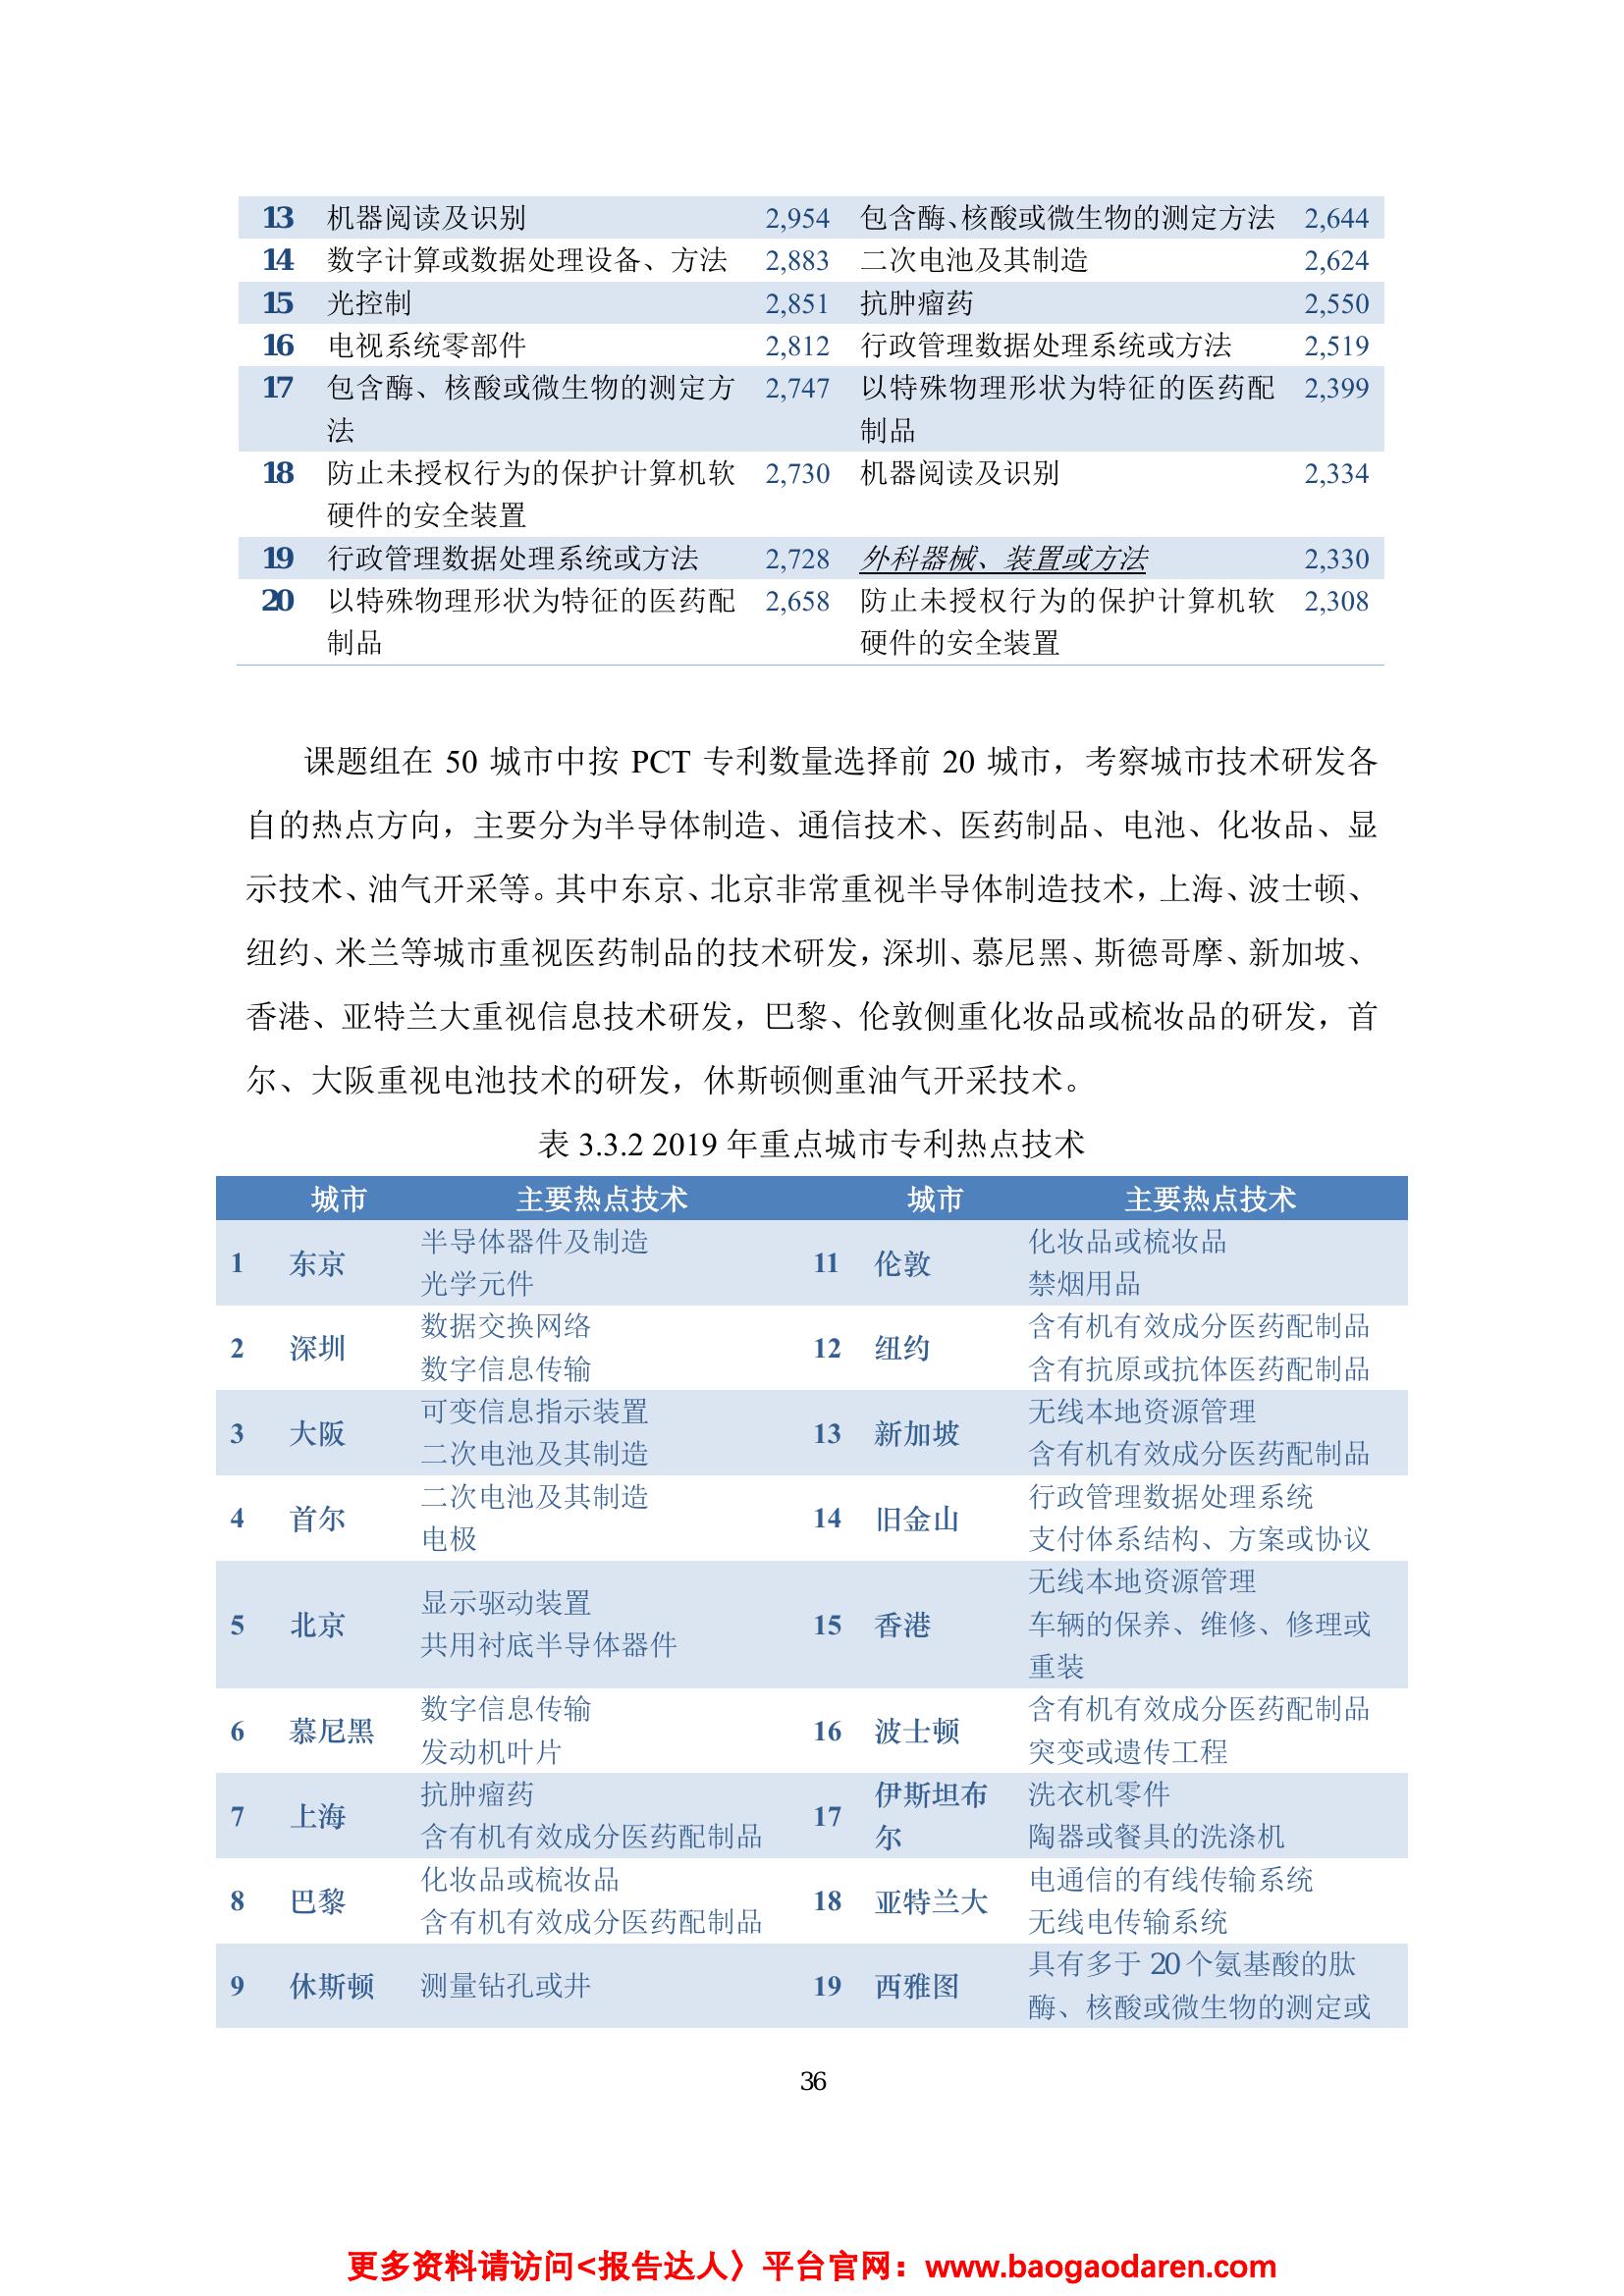 13 机器阅读及识别 2,954 包含酶、核酸或微生物的测定方法 2,644
14 数字计算或数据处理设备、方法 2,883 二次电池及其制造 2,624
15 光控制 2,851 抗肿瘤药 2,550
16 电视系统零部件 2,812 行政管理数据处理系统或方法 2,519
17 包含酶、核酸或微生物的测定方 2,747 以特殊物理形状为特征的医药配 2,399
法 制品
18 防止未授权行为的保护计算机软 2,730 机器阅读及识别 2,334
硬件的安全装置
19 行政管理数据处理系统或方法 2,728 外科器械、装置或方法 2,330
20 以特殊物理形状为特征的医药配 2,658 防止未授权行为的保护计算机软 2,308
制品 硬件的安全装置
课题组在 50 城市中按 PCT 专利数量选择前 20 城市，考察城市技术研发各
自的热点方向，主要分为半导体制造、通信技术、医药制品、电池、化妆品、显
示技术、油气开采等。其中东京、北京非常重视半导体制造技术，上海、波士顿、
纽约、米兰等城市重视医药制品的技术研发，深圳、慕尼黑、斯德哥摩、新加坡、
香港、亚特兰大重视信息技术研发，巴黎、伦敦侧重化妆品或梳妆品的研发，首
尔、大阪重视电池技术的研发，休斯顿侧重油气开采技术。
表 3.3.2 2019 年重点城市专利热点技术
城市 主要热点技术 城市 主要热点技术
1 东京 半导体器件及制造 11 伦敦 化妆品或梳妆品
光学元件 禁烟用品
2 深圳 数据交换网络 12 纽约 含有机有效成分医药配制品
数字信息传输 含有抗原或抗体医药配制品
3 大阪 可变信息指示装置 13 新加坡 无线本地资源管理
二次电池及其制造 含有机有效成分医药配制品
4 首尔 二次电池及其制造 14 旧金山 行政管理数据处理系统
电极 支付体系结构、方案或协议
5 北京 显示驱动装置 15 香港 无线本地资源管理
共用衬底半导体器件 车辆的保养、维修、修理或
重装
6 慕尼黑 数字信息传输 16 波士顿 含有机有效成分医药配制品
发动机叶片 突变或遗传工程
7 上海 抗肿瘤药 17 伊斯坦布 洗衣机零件
含有机有效成分医药配制品 尔 陶器或餐具的洗涤机
8 巴黎 化妆品或梳妆品 18 亚特兰大 电通信的有线传输系统
含有机有效成分医药配制品 无线电传输系统
9 休斯顿 测量钻孔或井 19 西雅图 具有多于 20 个氨基酸的肽
酶、核酸或微生物的测定或
36
更多资料请访问<报告达人〉平台官网：www.baogaodaren.com